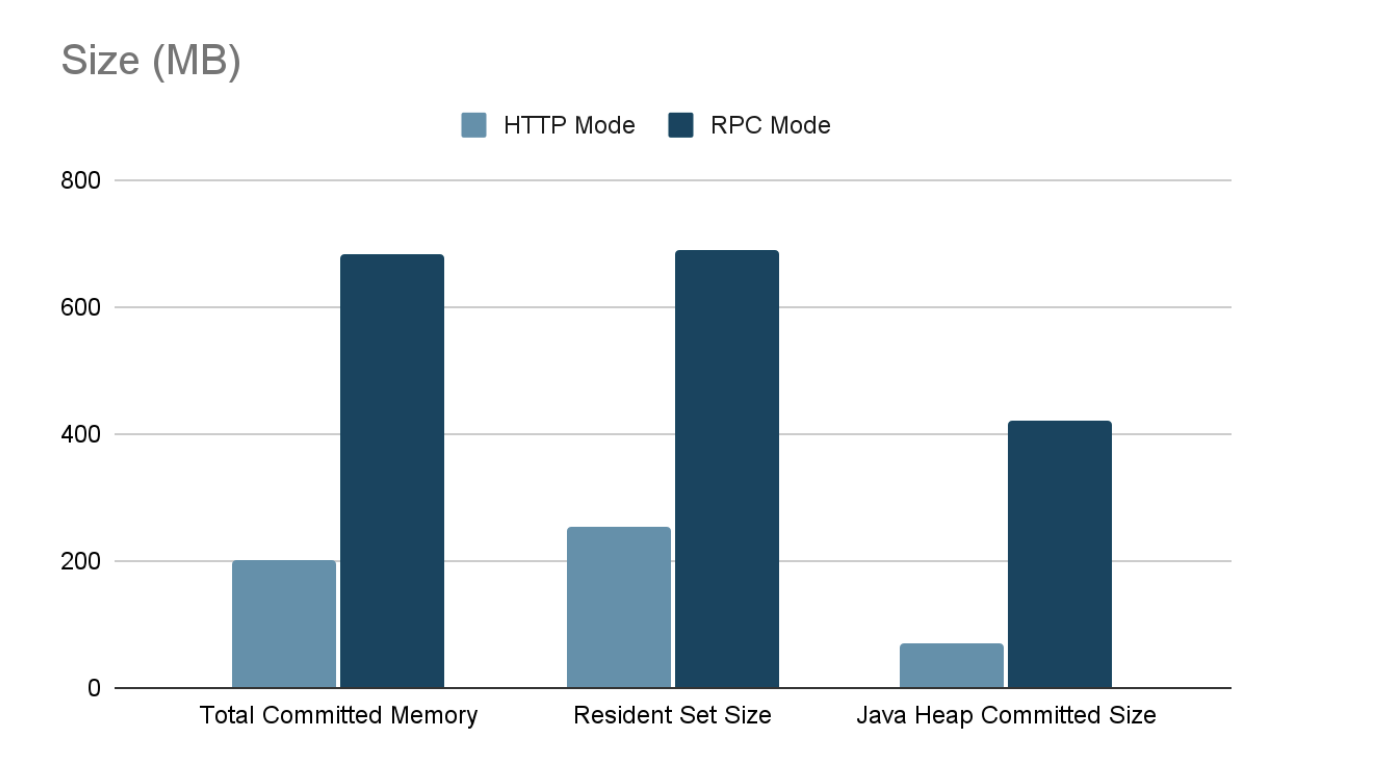 Size (MB)
HTTP Mode RPC Mode
800
600
400
200
0
Total Committed Memory Resident Set Size Java Heap Committed Size